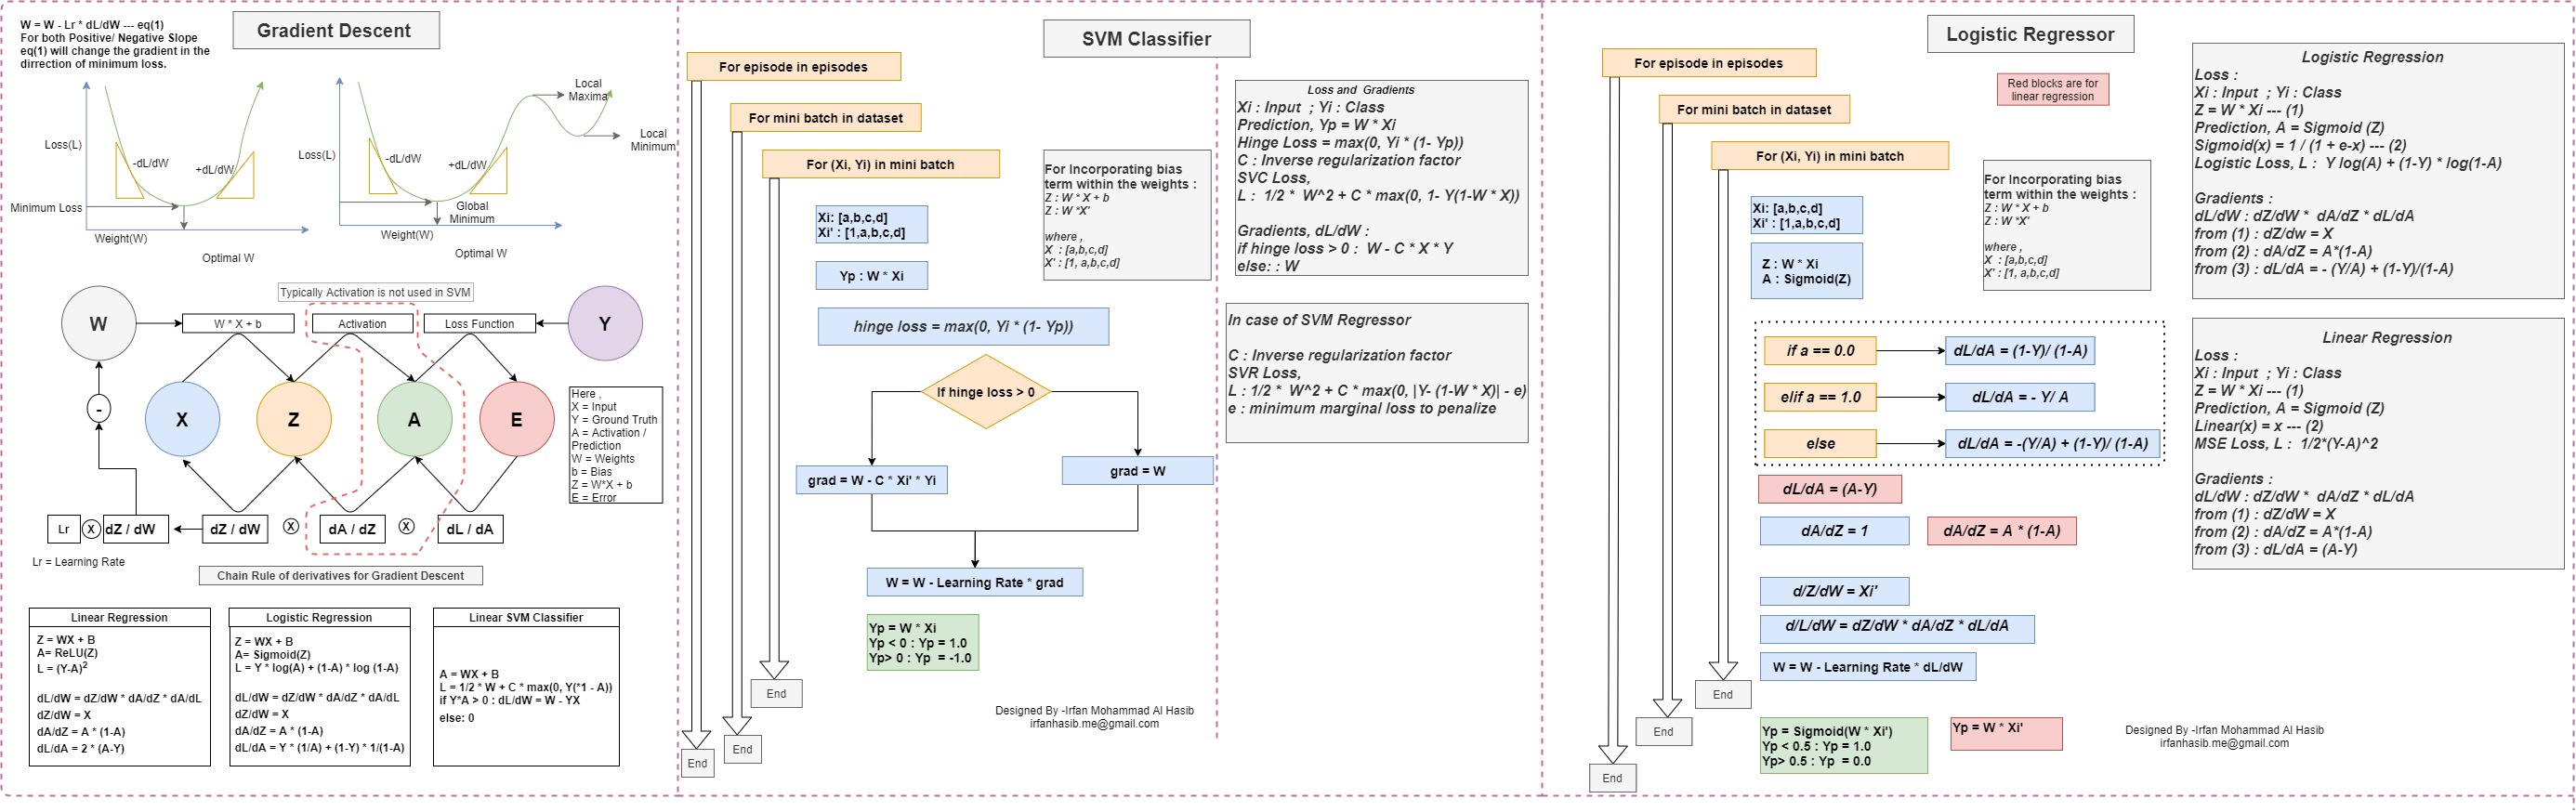 W = W - Lr * dL/dW --- eq(1)
For both Positive/ Negative Slope
eq(1) will change the gradient in the
dirrection of minimum loss.
Gradient Descent
Loss(L)
-dL/dW
+dL/dW
Minimum Loss
Weight(W)
Optimal W
Loss(L)
-dL/dW
+dL/dW
Local
Maxima
Local
Minimum
Global
Minimum
Weight(W)
Optimal W
Typically Activation is not used in SVM
W
W * X + b
Activation
Loss Function
Y
-
X
Z
A
E
Here ,
X = Input
Y = Ground Truth
A = Activation /
Prediction
W = Weights
b = Bias
Z = W*X + b
E = Error
Lr
X
dZ / dW
dZ / dW
X
dA / dZ
X
dL / dA
Lr = Learning Rate
Chain Rule of derivatives for Gradient Descent
Linear Regression
Z = WX + B
A= ReLU(Z)
L = (Y-A)²
dL/dW = dZ/dW * dA/dZ * dA/dL
dZ/dW = X
dA/dZ = A * (1-A)
dL/dA = 2 * (A-Y)
Logistic Regression
Z = WX + B
A= Sigmoid(Z)
L = Y * log(A) + (1-A) * log (1-A)
dL/dW = dZ/dW * dA/dZ * dA/dL
dZ/dW = X
dA/dZ = A * (1-A)
dL/dA = Y * (1/A) + (1-Y) * 1/(1-A)
Linear SVM Classifier
A = WX + B
L = 1/2 * W + C * max(0, Y(*1 - A))
if Y*A > 0 : dL/dW = W - YX
else: 0
SVM Classifier
For episode in episodes
For mini batch in dataset
For (Xi, Yi) in mini batch
Xi: [a,b,c,d]
Xi' : [1,a,b,c,d]
Yp : W * Xi
hinge loss = max(0, Yi * (1- Yp))
If hinge loss > 0
grad = W - C * Xi' * Yi
grad = W
W = W - Learning Rate * grad
Yp = W * Xi
Yp < 0 : Yp = 1.0
Yp> 0 : Yp = -1.0
End
End
End
For Incorporating bias
term within the weights :
Z : W * X + b
Z : W *X'
where ,
X : [a,b,c,d]
X' : [1, a,b,c,d]
Loss and Gradients
Xi : Input ; Yi : Class
Prediction, Yp = W * Xi
Hinge Loss = max(0, Yi * (1- Yp))
C : Inverse regularization factor
SVC Loss,
L : 1/2 * W^2 + C * max(0, 1- Y(1-W * X))
Gradients, dL/dW :
if hinge loss > 0 : W - C * X * Y
else: : W
In case of SVM Regressor
C : Inverse regularization factor
SVR Loss,
L : 1/2 * W^2 + C * max(0, |Y- (1-W * X)| - e)
e : minimum marginal loss to penalize
Designed By -Irfan Mohammad Al Hasib
irfanhasib.me@gmail.com
Logistic Regressor
For episode in episodes
Red blocks are for
linear regression
For mini batch in dataset
For (Xi, Yi) in mini batch
Xi: [a,b,c,d]
Xi' : [1,a,b,c,d]
Z : W * Xi
A : Sigmoid(Z)
For Incorporating bias
term within the weights :
Z : W * X + b
Z : W *X'
where ,
X : [a,b,c,d]
X' : [1, a,b,c,d]
if a == 0.0
dL/dA = (1-Y)/ (1-A)
elif a == 1.0
dL/dA = - Y/ A
else
dL/dA = -(Y/A) + (1-Y)/ (1-A)
dL/dA = (A-Y)
dA/dZ = 1
dA/dZ = A * (1-A)
d/Z/dW = Xi'
d/L/dW = dZ/dW * dA/dZ * dL/dA
W = W - Learning Rate * dL/dW
End
End
End
Yp = Sigmoid(W * Xi')
Yp < 0.5 : Yp = 1.0
Yp> 0.5 : Yp = 0.0
Yp = W * Xi'
Logistic Regression
Loss :
Xi : Input ; Yi : Class
Z = W * Xi --- (1)
Prediction, A = Sigmoid (Z)
Sigmoid(x) = 1 / (1 + e-x) --- (2)
Logistic Loss, L : Y log(A) + (1-Y) * log(1-A)
Gradients :
dL/dW : dZ/dW * dA/dZ * dL/dA
from (1) : dZ/dw = X
from (2) : dA/dZ = A*(1-A)
from (3) : dL/dA = - (Y/A) + (1-Y)/(1-A)
Linear Regression
Loss :
Xi : Input ; Yi : Class
Z = W * Xi --- (1)
Prediction, A = Sigmoid (Z)
Linear(x) = x --- (2)
MSE Loss, L : 1/2*(Y-A)^2
Gradients :
dL/dW : dZ/dW * dA/dZ * dL/dA
from (1) : dZ/dW = X
from (2) : dA/dZ = A*(1-A)
from (3) : dL/dA = (A-Y)
Designed By -Irfan Mohammad Al Hasib
irfanhasib.me@gmail.com